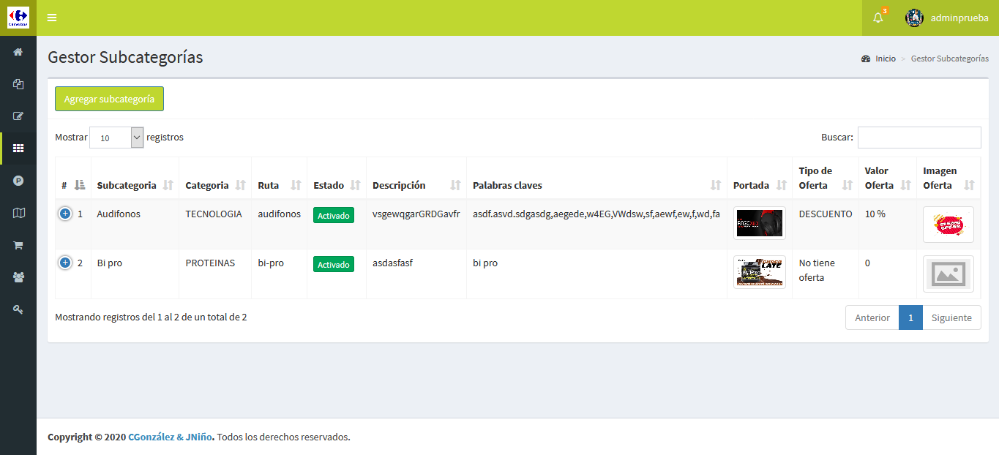 3
adminprueba
Gestor Subcategorías
Inicio > Gestor Subcategorías
Agregar subcategoría
Mostrar 10 registros
Buscar:
# Subcategoria Categoria Ruta Estado Descripción Palabras claves Portada Tipo de Oferta Valor Oferta Imagen Oferta
1 Audifonos TECNOLOGIA audifonos Activado vsgewqgarGRDGavfr asdf.asvd.sdgasdg,aegede,w4EG,VWdsw,sf,aewf,ew,f,wd,fa DESCUENTO 10 % SPECIAL OFFER
2 Bi pro PROTEINAS bi-pro Activado asdasfasf bi pro No tiene oferta 0
Mostrando registros del 1 al 2 de un total de 2
Anterior 1 Siguiente
Copyright © 2020 CGonzález & JNiño. Todos los derechos reservados.